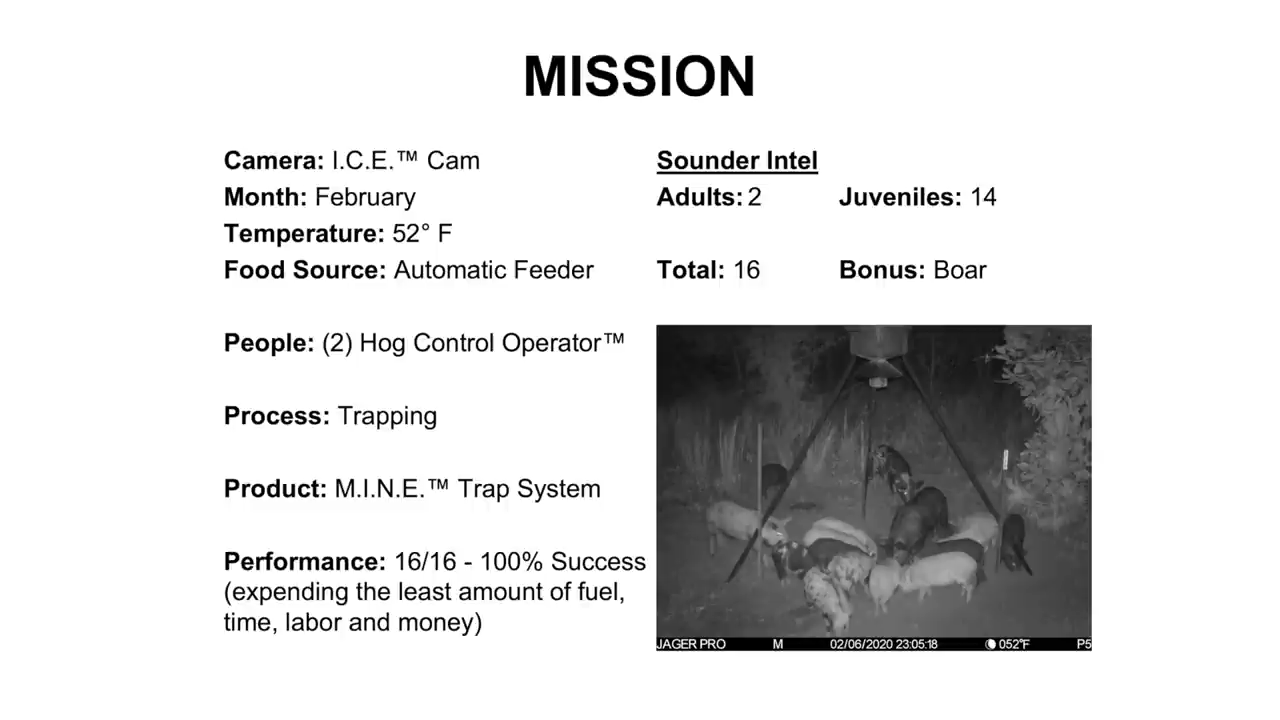 MISSION
Camera: I.C.E.™ Cam
Month: February
Temperature: 52° F
Food Source: Automatic Feeder
People: (2) Hog Control Operator™
Process: Trapping
Product: M.I.N.E.™ Trap System
Performance: 16/16 - 100% Success
(expending the least amount of fuel,
time, labor and money)
Sounder Intel
Adults: 2 Juveniles: 14
Total: 16 Bonus: Boar
JAGER PRO M 02/06/2020 23:05:18 052°F P5